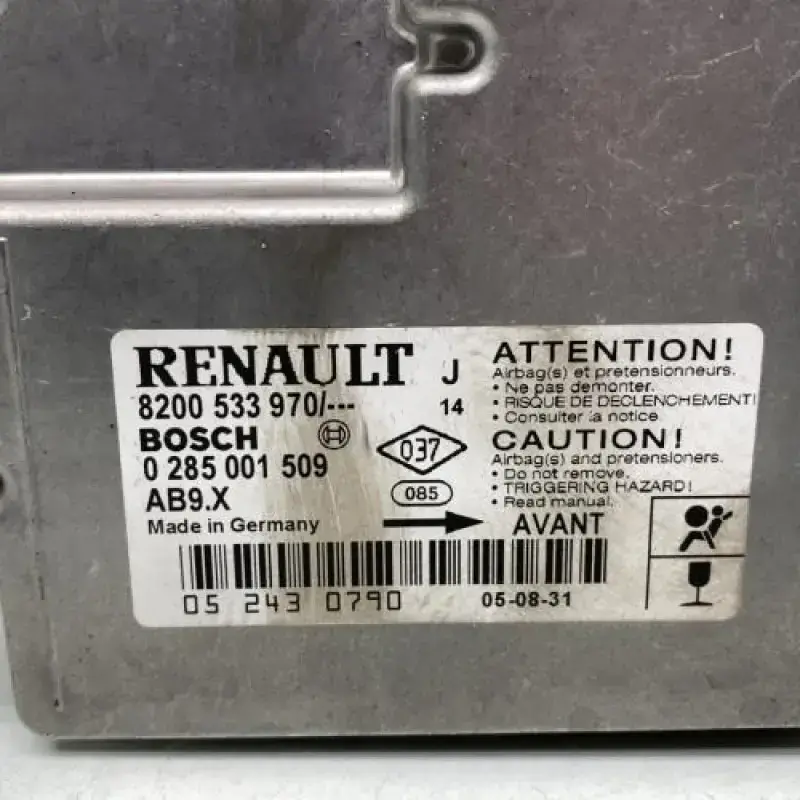 RENAULT J
8200 533 970/--- 14
BOSCH
0 285 001 509
AB9.X
Made in Germany
037
085
ATTENTION!
Airbag(s) et pretensionneurs.
• Ne pas demonter.
• RISQUE DE DECLENCHEMENT!
• Consulter la notice
CAUTION!
Airbag(s) and pretensioners.
• Do not remove.
• TRIGGERING HAZARD!
• Read manual.
AVANT
05 243 0790
05-08-31